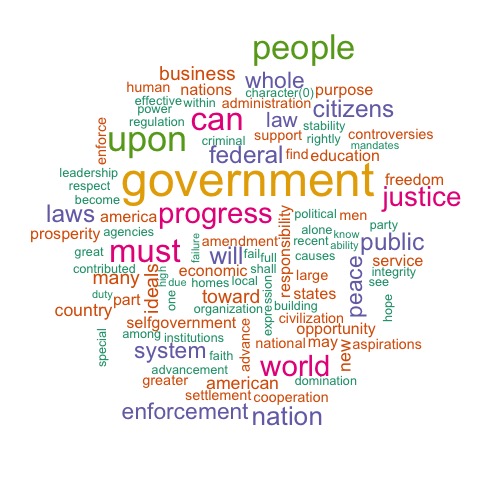 people
business
whole
human
nations
character(0)
purpose
effective
within
administration
citizens
power
can
law
stability
regulation
enforce
upon
criminal
support
rightly
controversies
mandates
federal
find
education
leadership
government
freedom
respect
justice
become
laws
america
progress
political
men
prosperity
agencies
responsibility
alone
know
party
great
must
failure
amendment
recent
ability
public
will
fail
full
causes
service
contributed
economic
shall
peace
integrity
many
ideals
high
due
homes
local
large
see
duty
part
one
toward
expression
states
hope
country
organization
building
selfgovernment
civilization
special
among
institutions
advance
opportunity
national
may
new
aspirations
system
faith
advancement
world
greater
american
domination
settlement
cooperation
enforcement
nation